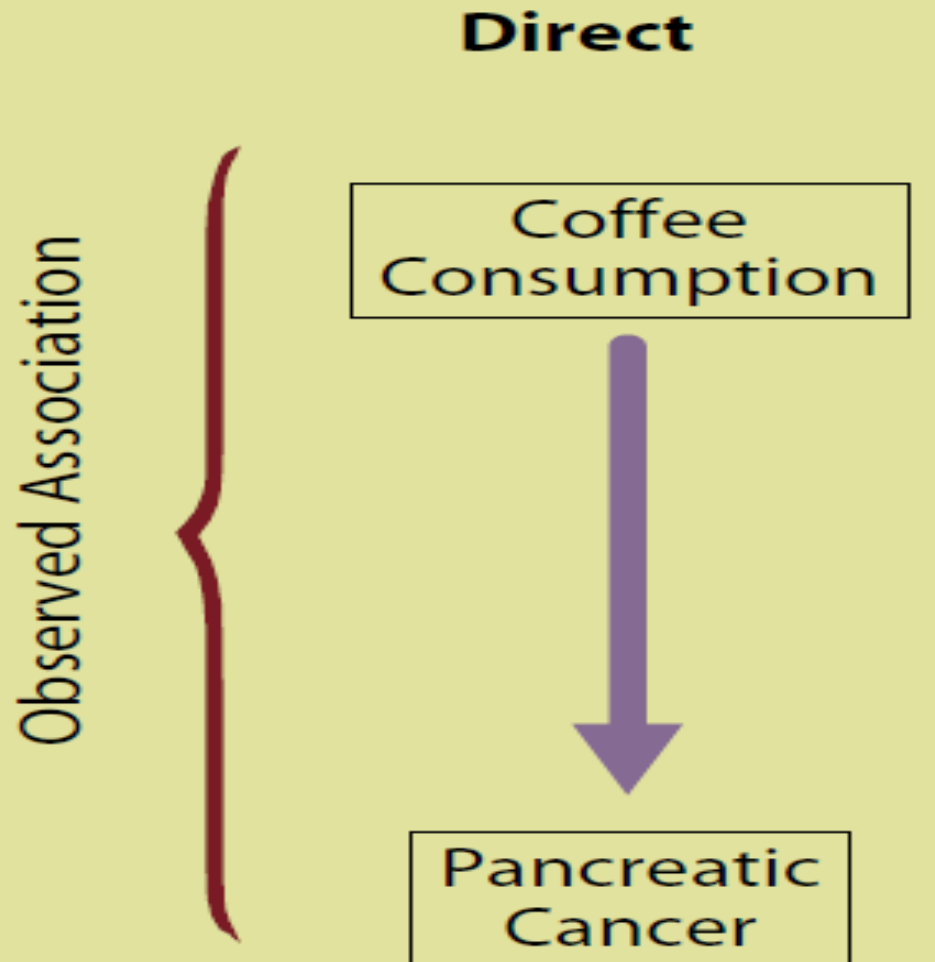 Direct
Observed Association
Coffee
Consumption
Pancreatic
Cancer